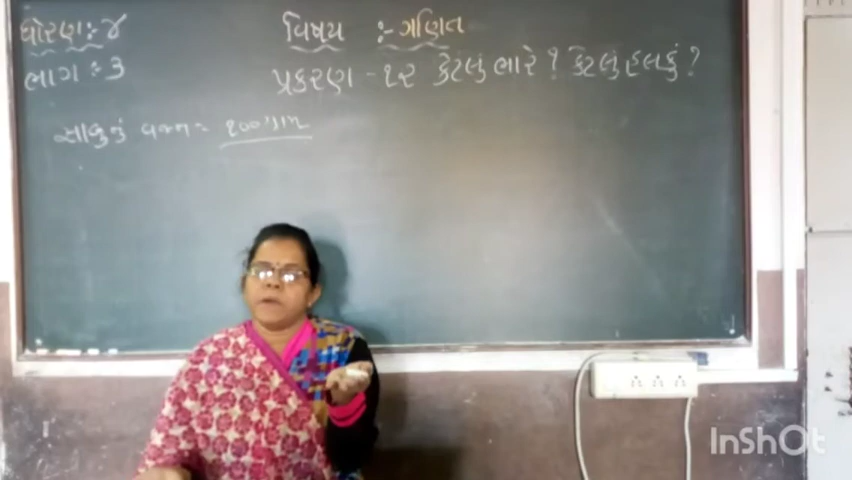 ધોરણ :- ૪
વિષય :- ગણિત
ભાગ :- ૩
પ્રકરણ - ૧૨ કેટલું ભારે ? કેટલું હલકું ?
સાબુનું વજન = ૧૦૦ ગ્રામ
InShOt